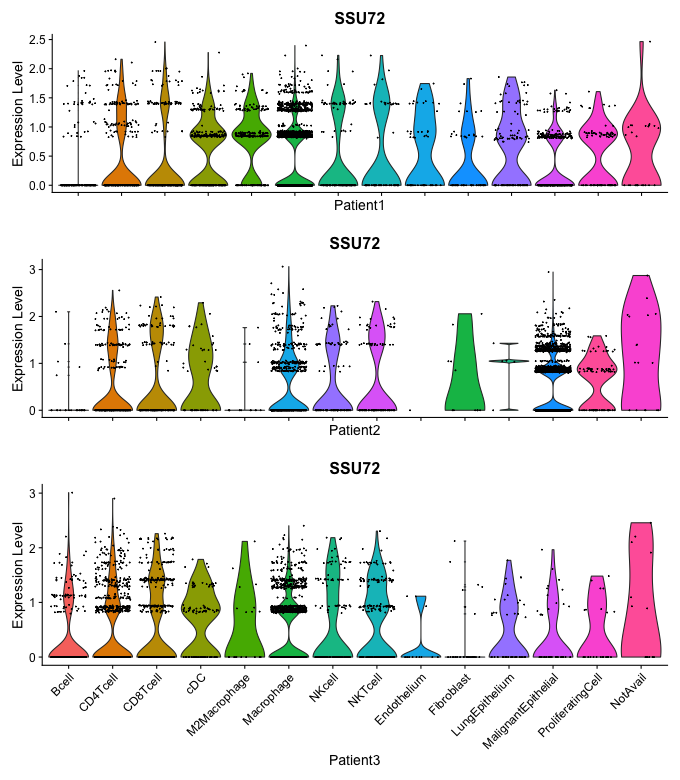 SSU72
Expression Level
2.5
2.0
1.5
1.0
0.5
0.0
Patient1
SSU72
Expression Level
3
2
1
0
Patient2
SSU72
Expression Level
3
2
1
0
Bcell
CD4Tcell
CD8Tcell
cDC
M2Macrophage
Macrophage
NKcell
NKTcell
Endothelium
Fibroblast
LungEpithelium
MalignantEpithelial
ProliferatingCell
NotAvail
Patient3